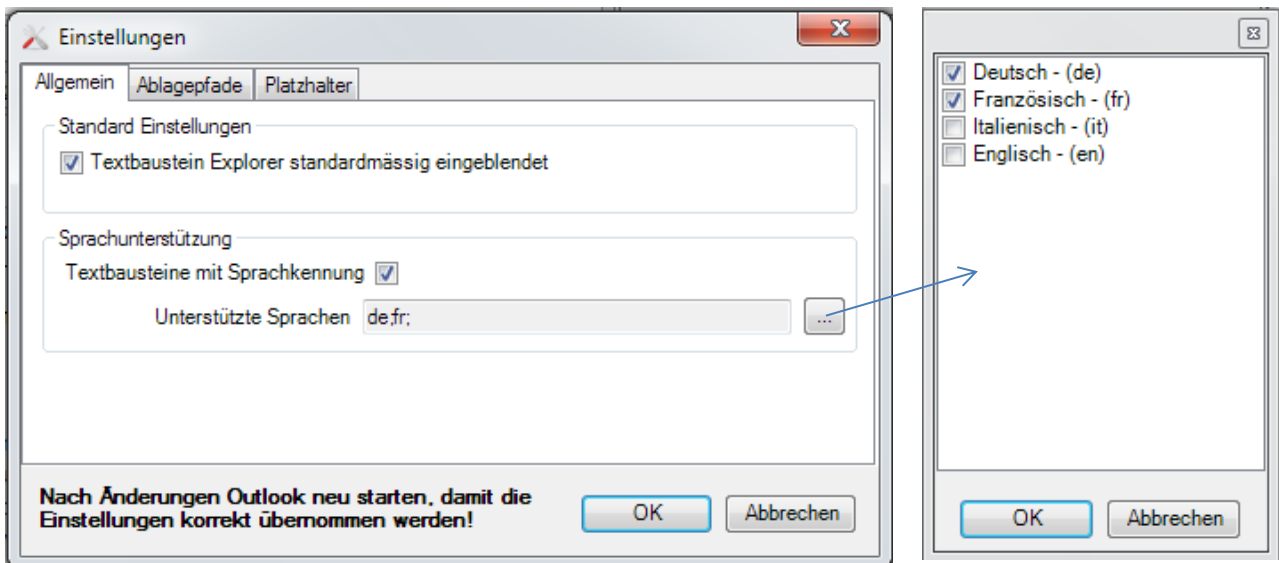 Einstellungen
Allgemein Ablagepfade Platzhalter
Standard Einstellungen
Textbaustein Explorer standardmässig eingeblendet
Sprachunterstützung
Textbausteine mit Sprachkennung
Unterstützte Sprachen de;fr; ...
Nach Änderungen Outlook neu starten, damit die
Einstellungen korrekt übernommen werden!
OK Abbrechen
Deutsch - (de)
Französisch - (fr)
Italienisch - (it)
Englisch - (en)
OK Abbrechen